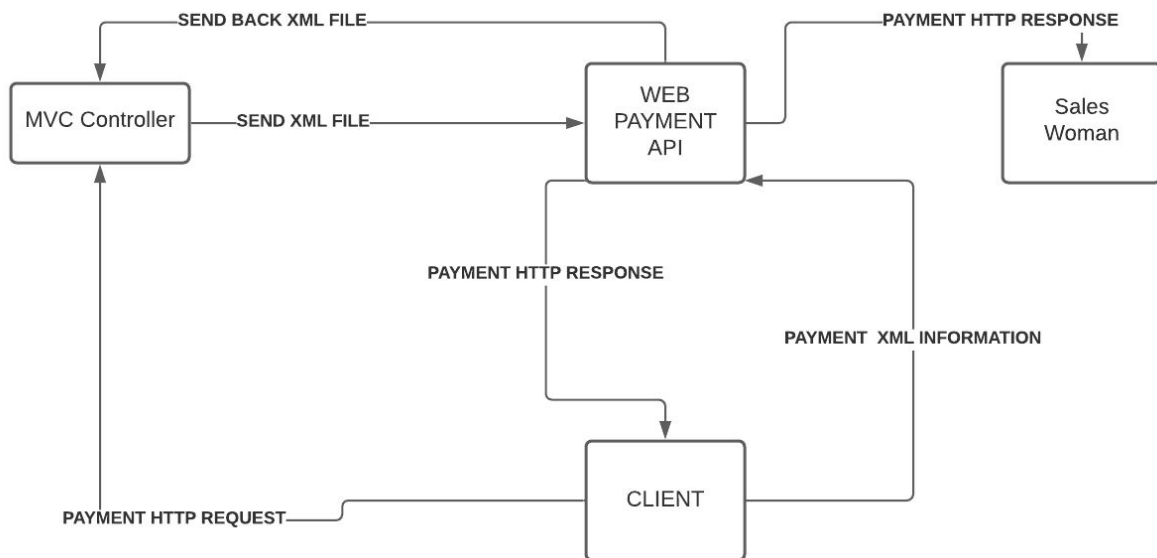 SEND BACK XML FILE
PAYMENT HTTP RESPONSE
MVC Controller
SEND XML FILE
WEB
PAYMENT
API
Sales
Woman
PAYMENT HTTP RESPONSE
PAYMENT XML INFORMATION
CLIENT
PAYMENT HTTP REQUEST